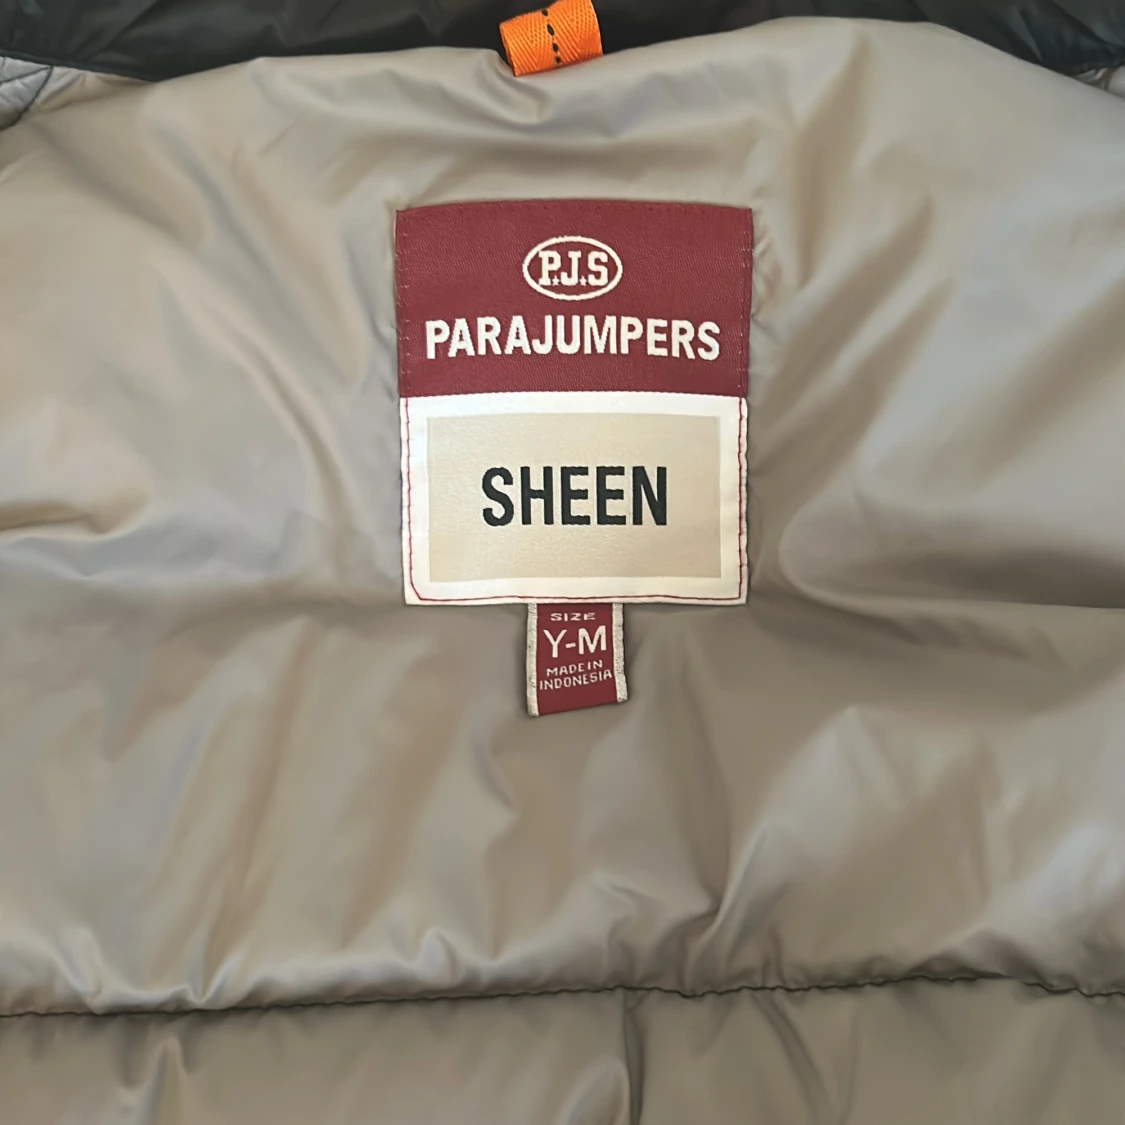 P.J.S
PARAJUMPERS
SHEEN
SIZE
Y-M
MADE IN
INDONESIA